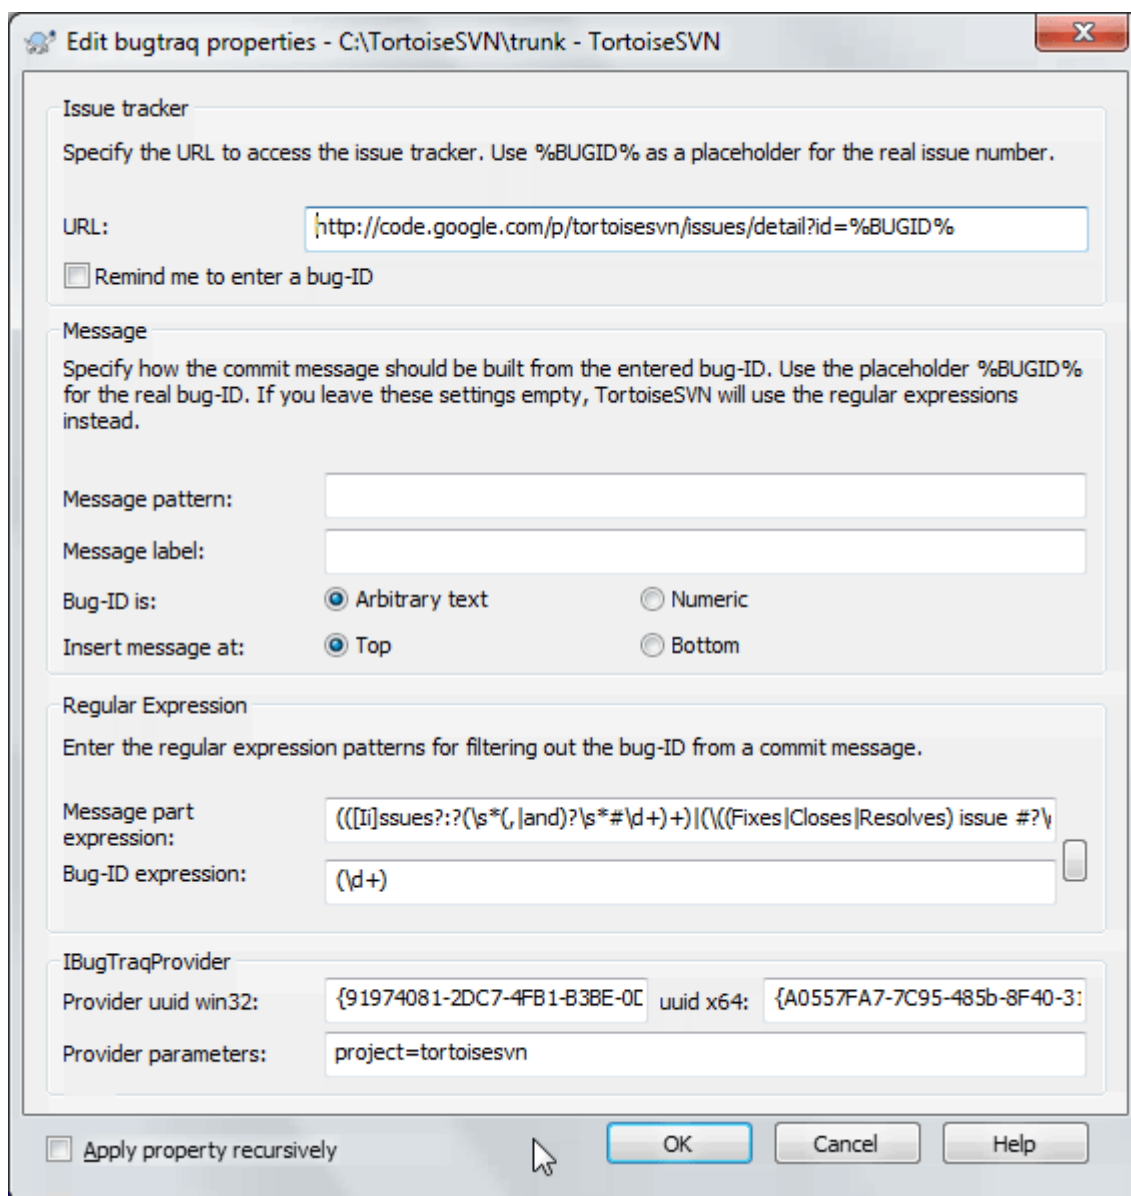 Edit bugtraq properties - C:\TortoiseSVN\trunk - TortoiseSVN
Issue tracker
Specify the URL to access the issue tracker. Use %BUGID% as a placeholder for the real issue number.
URL: http://code.google.com/p/tortoisesvn/issues/detail?id=%BUGID%
Remind me to enter a bug-ID
Message
Specify how the commit message should be built from the entered bug-ID. Use the placeholder %BUGID%
for the real bug-ID. If you leave these settings empty, TortoiseSVN will use the regular expressions
instead.
Message pattern:
Message label:
Bug-ID is: Arbitrary text Numeric
Insert message at: Top Bottom
Regular Expression
Enter the regular expression patterns for filtering out the bug-ID from a commit message.
Message part
expression: (([Ii]ssues?:?(\s*(,|and)?\s*#\d+)+)|(\((Fixes|Closes|Resolves) issue #?\
Bug-ID expression: (\d+)
IBugTraqProvider
Provider uuid win32: {91974081-2DC7-4FB1-B3BE-0D uuid x64: {A0557FA7-7C95-485b-8F40-31
Provider parameters: project=tortoisesvn
Apply property recursively OK Cancel Help